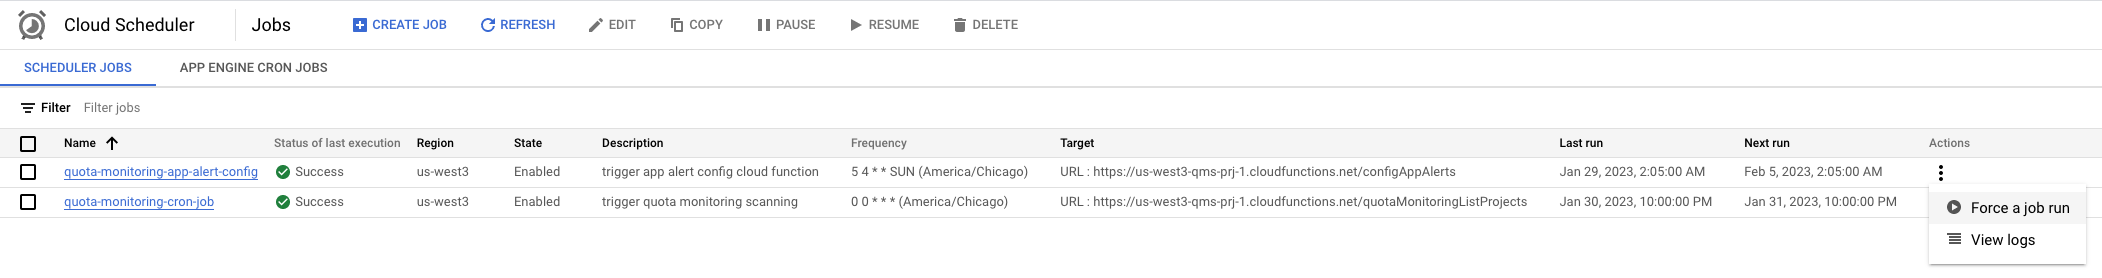 Cloud Scheduler Jobs CREATE JOB REFRESH EDIT COPY PAUSE RESUME DELETE
SCHEDULER JOBS APP ENGINE CRON JOBS
Filter Filter jobs
Name Status of last execution Region State Description Frequency Target Last run Next run Actions
quota-monitoring-app-alert-config Success us-west3 Enabled trigger app alert config cloud function 5 4 * * SUN (America/Chicago) URL : https://us-west3-qms-prj-1.cloudfunctions.net/configAppAlerts Jan 29, 2023, 2:05:00 AM Feb 5, 2023, 2:05:00 AM
quota-monitoring-cron-job Success us-west3 Enabled trigger quota monitoring scanning 0 0 * * * (America/Chicago) URL : https://us-west3-qms-prj-1.cloudfunctions.net/quotaMonitoringListProjects Jan 30, 2023, 10:00:00 PM Jan 31, 2023, 10:00:00 PM
Force a job run
View logs